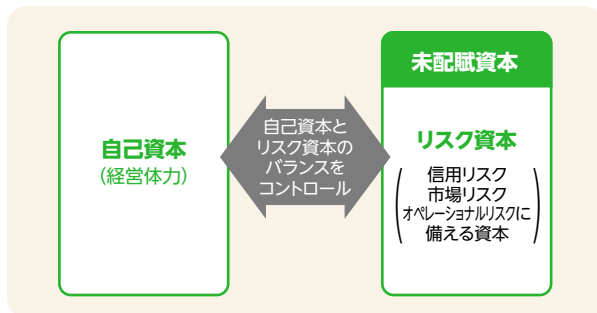 自己資本
(経営体力)
自己資本と
リスク資本の
バランスを
コントロール
未配賦資本
リスク資本
信用リスク
市場リスク
オペレーショナルリスクに
備える資本